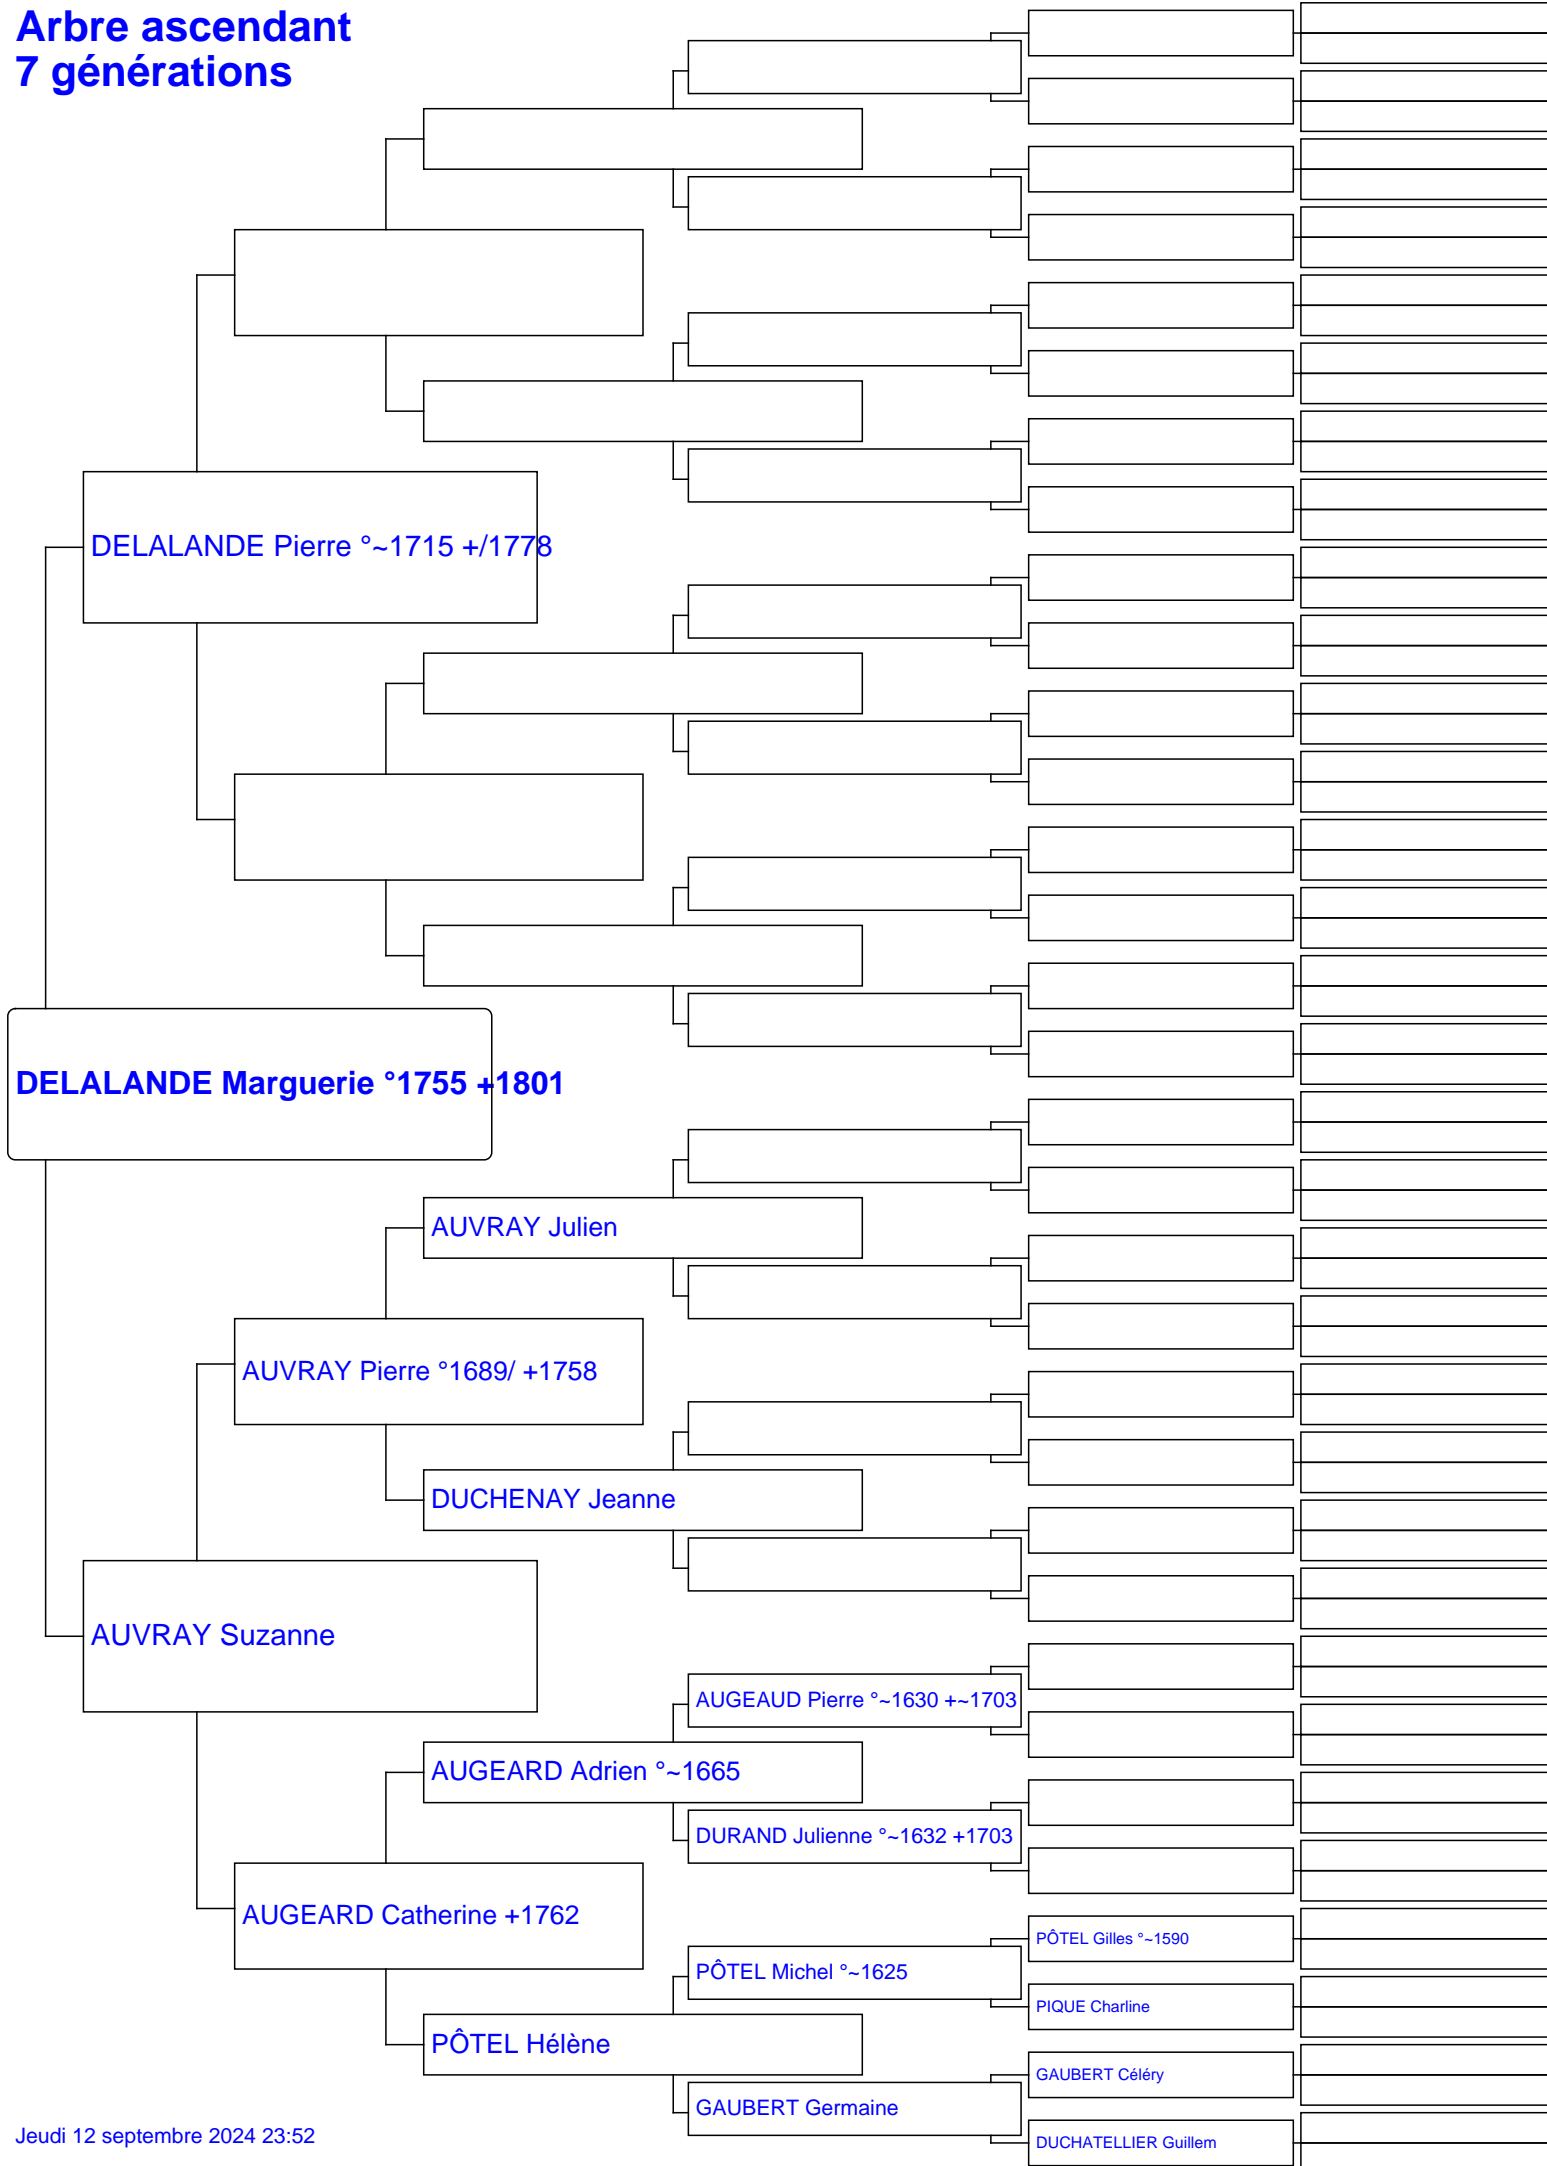 Arbre ascendant
7 générations
DELALANDE Pierre °~1715 +/1778
DELALANDE Marguerie °1755 +1801
AUVRAY Julien
AUVRAY Pierre °1689/ +1758
DUCHENAY Jeanne
AUVRAY Suzanne
AUGEAUD Pierre °~1630 +~1703
AUGEARD Adrien °~1665
DURAND Julienne °~1632 +1703
AUGEARD Catherine +1762
PÔTEL Gilles °~1590
PÔTEL Michel °~1625
PIQUE Charline
PÔTEL Hélène
GAUBERT Céléry
GAUBERT Germaine
DUCHATELLIER Guillem
Jeudi 12 septembre 2024 23:52